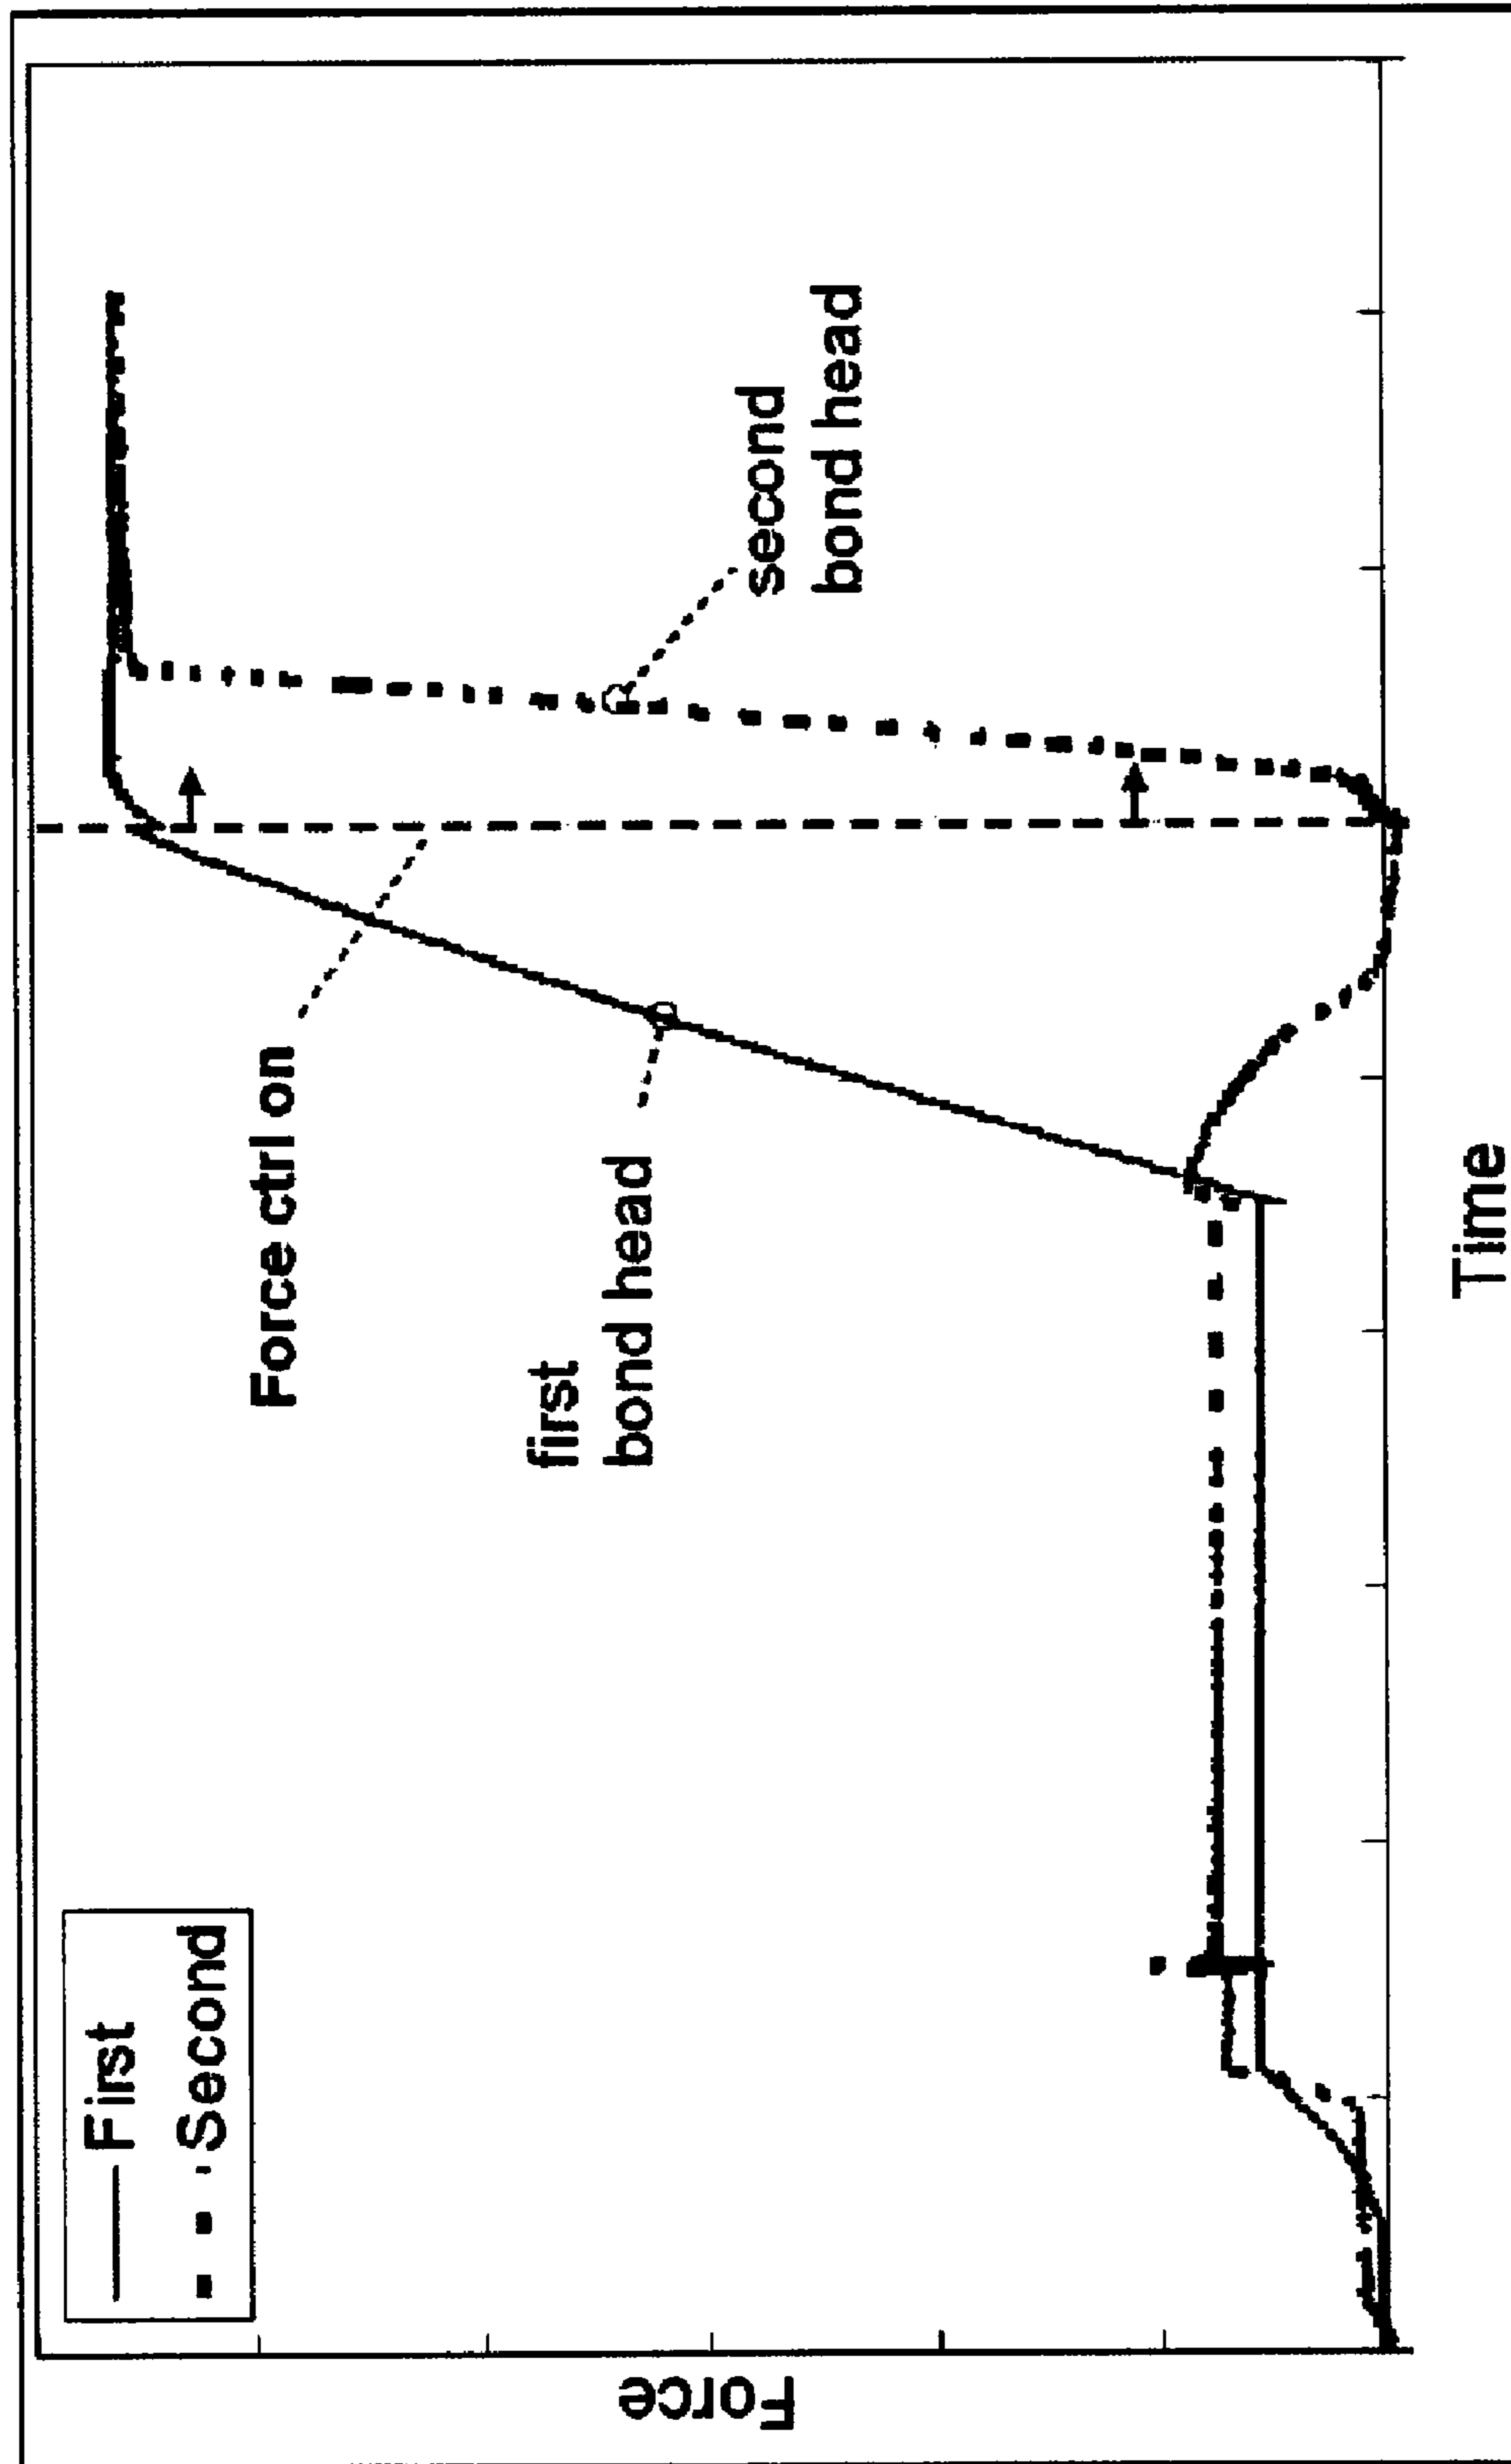 First
Second
Force ctrl on
first
bond head
second
bond head
Force
Time